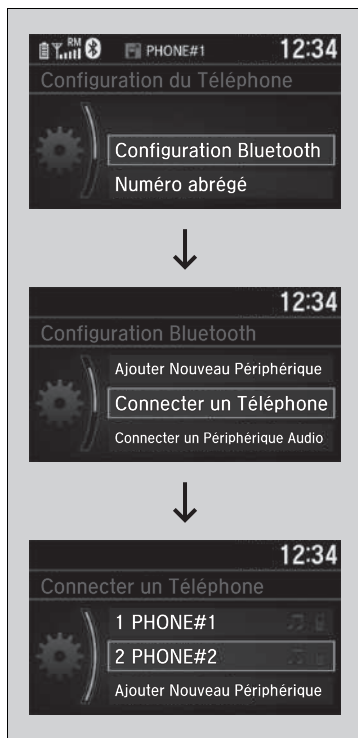 RM PHONE#1 12:34
Configuration du Téléphone
Configuration Bluetooth
Numéro abrégé
12:34
Configuration Bluetooth
Ajouter Nouveau Périphérique
Connecter un Téléphone
Connecter un Périphérique Audio
12:34
Connecter un Téléphone
1 PHONE#1
2 PHONE#2
Ajouter Nouveau Périphérique